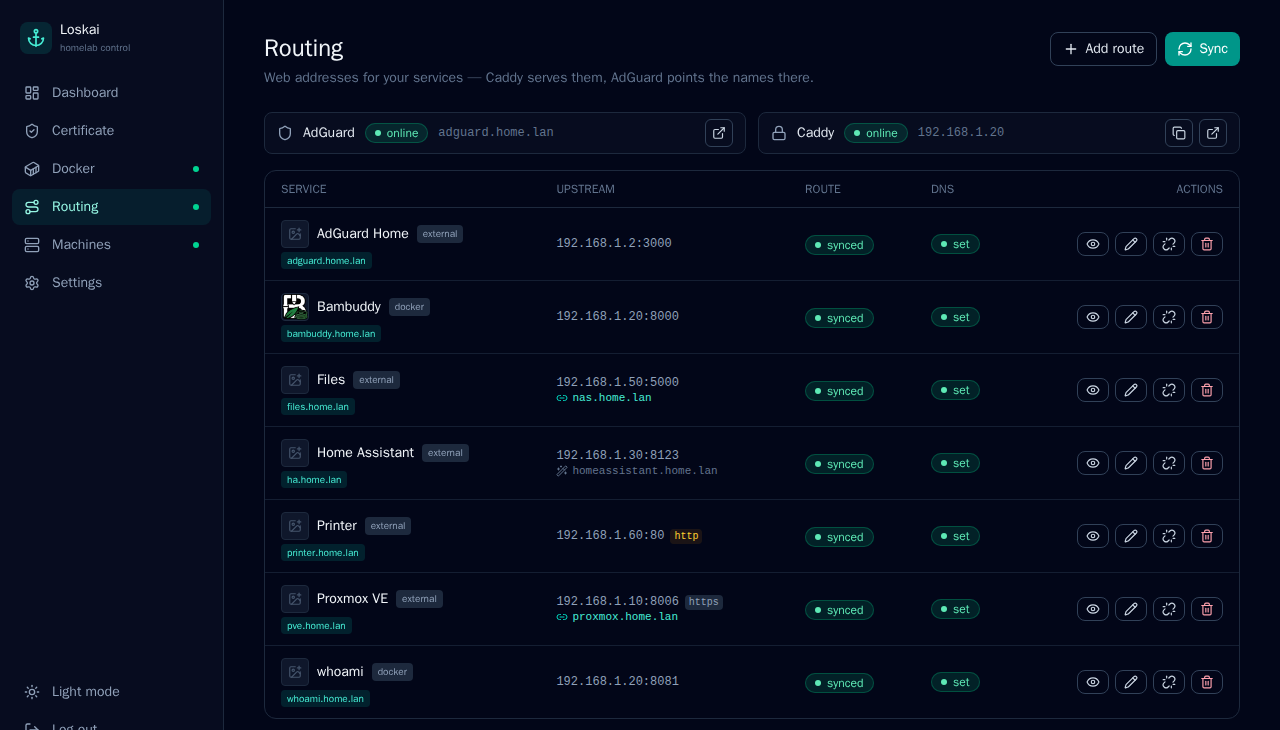 Loskai
homelab control
Dashboard
Certificate
Docker
Routing
Machines
Settings
Light mode
Log out
Routing
Web addresses for your services — Caddy serves them, AdGuard points the names there.
Add route
Sync
AdGuard online adguard.home.lan
Caddy online 192.168.1.20
SERVICE UPSTREAM ROUTE DNS ACTIONS
AdGuard Home external
adguard.home.lan
192.168.1.2:3000
synced
set
Bambuddy docker
bambuddy.home.lan
192.168.1.20:8000
synced
set
Files external
files.home.lan
192.168.1.50:5000
nas.home.lan
synced
set
Home Assistant external
ha.home.lan
192.168.1.30:8123
homeassistant.home.lan
synced
set
Printer external
printer.home.lan
192.168.1.60:80 http
synced
set
Proxmox VE external
pve.home.lan
192.168.1.10:8006 https
proxmox.home.lan
synced
set
whoami docker
whoami.home.lan
192.168.1.20:8081
synced
set